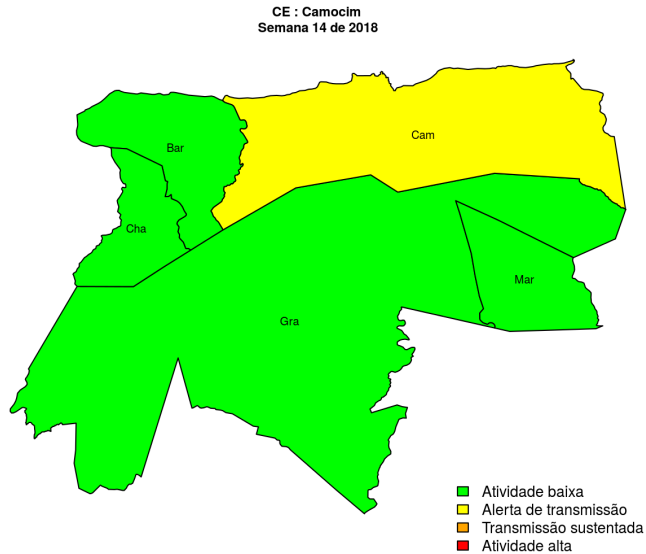 CE : Camocim
Semana 14 de 2018
Cam
Bar
Cha
Mar
Gra
Atividade baixa
Alerta de transmissão
Transmissão sustentada
Atividade alta